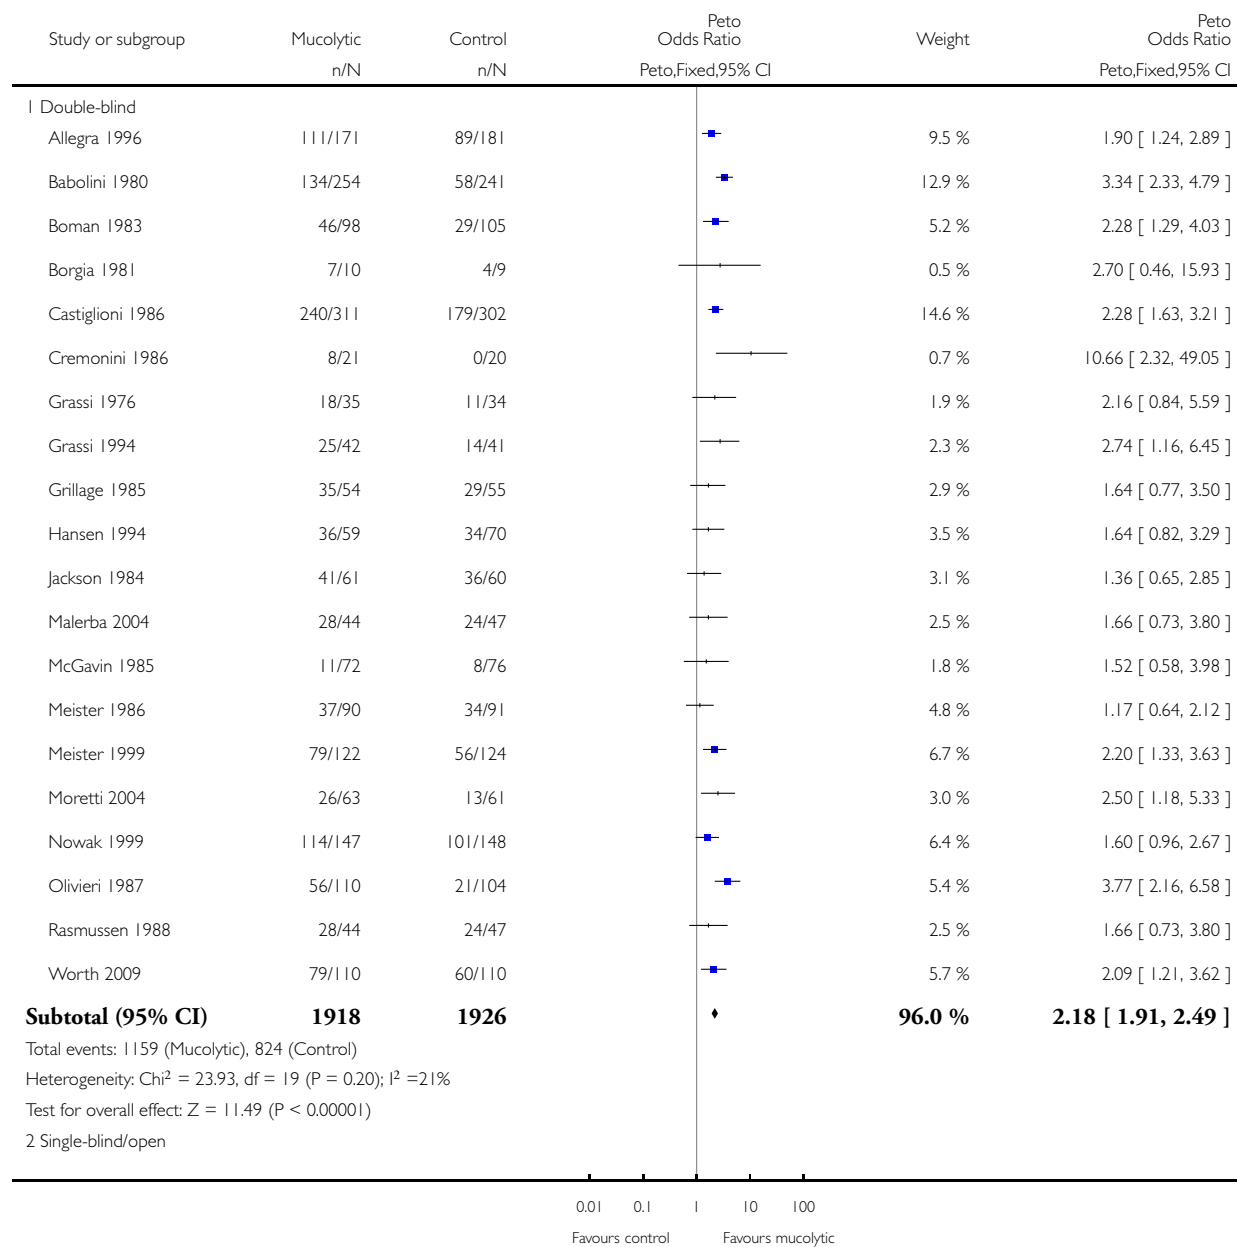 Peto Peto
Study or subgroup Mucolytic Control Odds Ratio Weight Odds Ratio
n/N n/N Peto,Fixed,95% CI Peto,Fixed,95% CI
1 Double-blind
Allegra 1996 111/171 89/181 9.5 % 1.90 [ 1.24, 2.89 ]
Babolini 1980 134/254 58/241 12.9 % 3.34 [ 2.33, 4.79 ]
Boman 1983 46/98 29/105 5.2 % 2.28 [ 1.29, 4.03 ]
Borgia 1981 7/10 4/9 0.5 % 2.70 [ 0.46, 15.93 ]
Castiglioni 1986 240/311 179/302 14.6 % 2.28 [ 1.63, 3.21 ]
Cremonini 1986 8/21 0/20 0.7 % 10.66 [ 2.32, 49.05 ]
Grassi 1976 18/35 11/34 1.9 % 2.16 [ 0.84, 5.59 ]
Grassi 1994 25/42 14/41 2.3 % 2.74 [ 1.16, 6.45 ]
Grillage 1985 35/54 29/55 2.9 % 1.64 [ 0.77, 3.50 ]
Hansen 1994 36/59 34/70 3.5 % 1.64 [ 0.82, 3.29 ]
Jackson 1984 41/61 36/60 3.1 % 1.36 [ 0.65, 2.85 ]
Malerba 2004 28/44 24/47 2.5 % 1.66 [ 0.73, 3.80 ]
McGavin 1985 11/72 8/76 1.8 % 1.52 [ 0.58, 3.98 ]
Meister 1986 37/90 34/91 4.8 % 1.17 [ 0.64, 2.12 ]
Meister 1999 79/122 56/124 6.7 % 2.20 [ 1.33, 3.63 ]
Moretti 2004 26/63 13/61 3.0 % 2.50 [ 1.18, 5.33 ]
Nowak 1999 114/147 101/148 6.4 % 1.60 [ 0.96, 2.67 ]
Olivieri 1987 56/110 21/104 5.4 % 3.77 [ 2.16, 6.58 ]
Rasmussen 1988 28/44 24/47 2.5 % 1.66 [ 0.73, 3.80 ]
Worth 2009 79/110 60/110 5.7 % 2.09 [ 1.21, 3.62 ]
Subtotal (95% CI) 1918 1926 96.0 % 2.18 [ 1.91, 2.49 ]
Total events: 1159 (Mucolytic), 824 (Control)
Heterogeneity: Chi² = 23.93, df = 19 (P = 0.20); I² =21%
Test for overall effect: Z = 11.49 (P < 0.00001)
2 Single-blind/open
0.01 0.1 1 10 100
Favours control Favours mucolytic